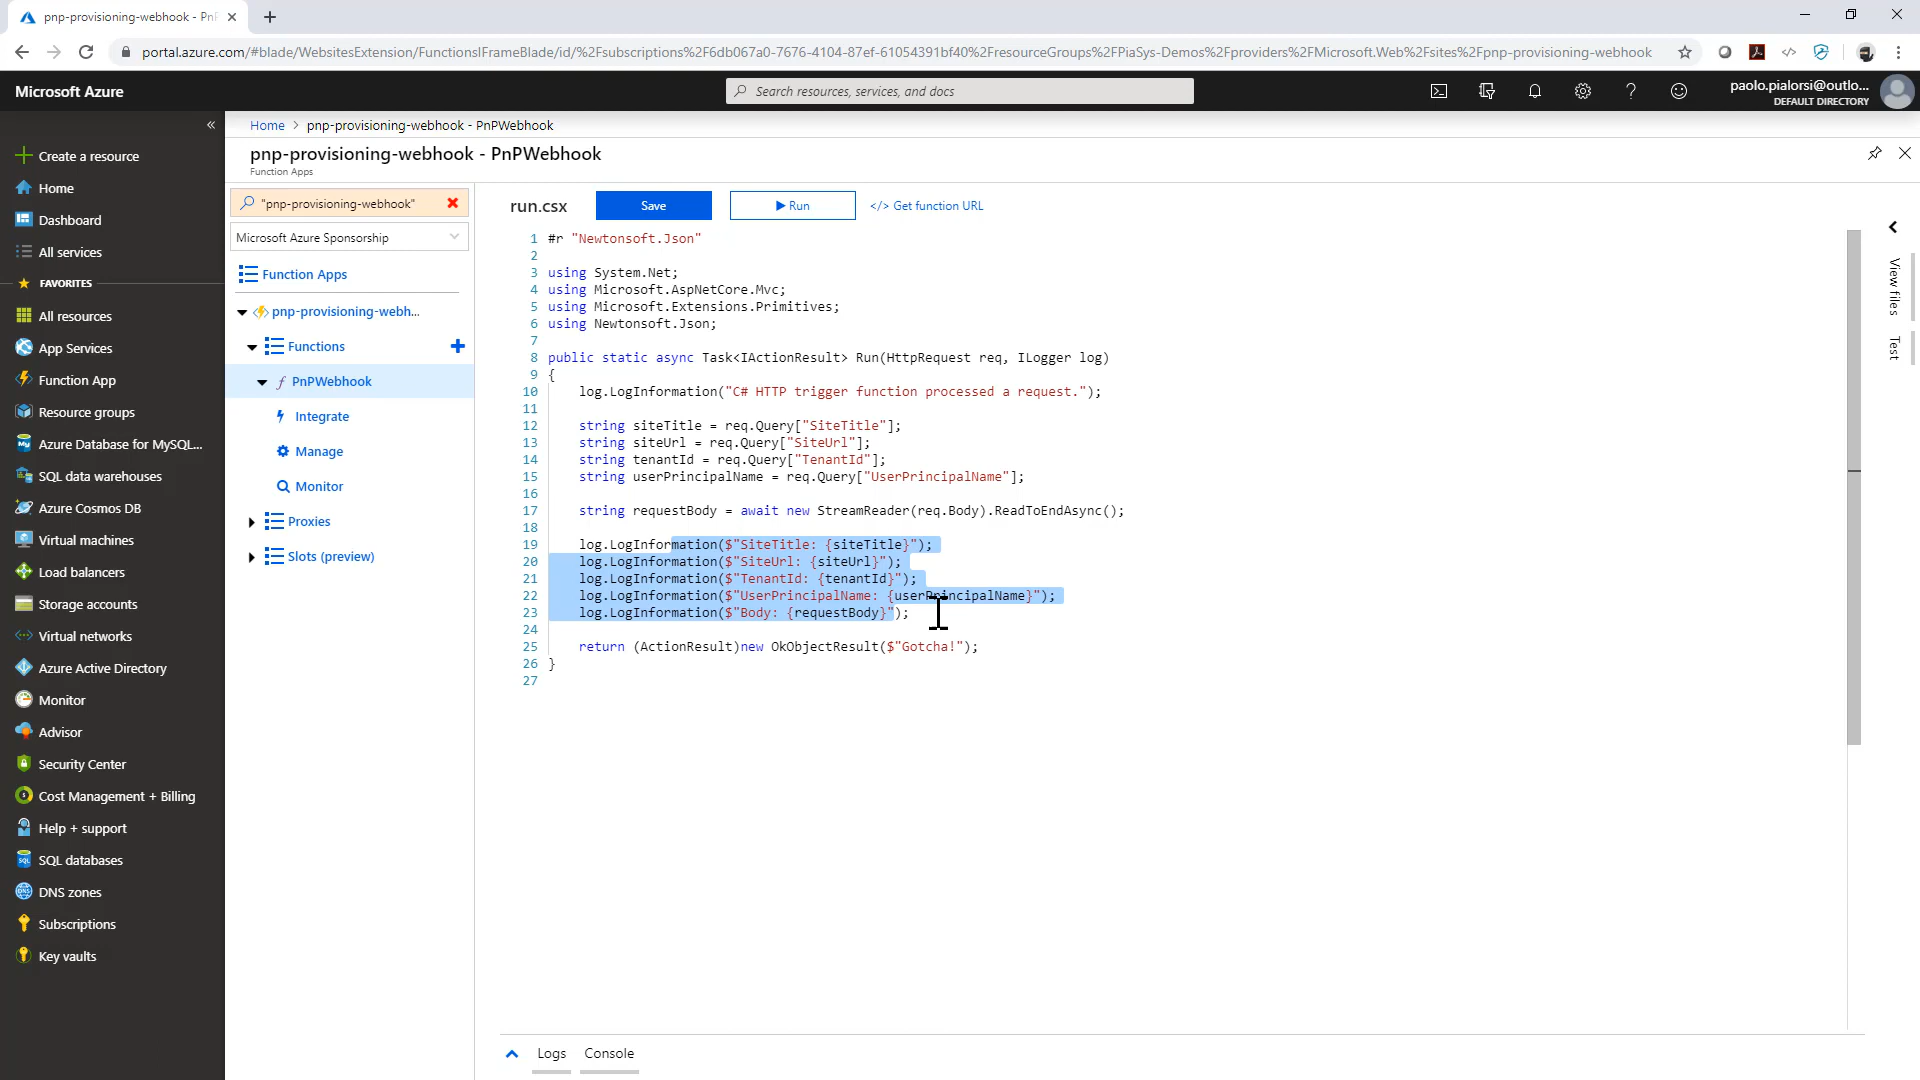 pnp-provisioning-webhook - PnP
portal.azure.com/#blade/WebsitesExtension/FunctionsIFrameBlade/id/%2Fsubscriptions%2F6db067a0-7676-4104-87ef-61054391bf40%2FresourceGroups%2FPiaSys-Demos%2Fproviders%2FMicrosoft.Web%2Fsites%2Fpnp-provisioning-webhook
Microsoft Azure
Search resources, services, and docs
paolo.pialorsi@outlo...
DEFAULT DIRECTORY
Home > pnp-provisioning-webhook - PnPWebhook
pnp-provisioning-webhook - PnPWebhook
Function Apps
Create a resource
Home
Dashboard
All services
FAVORITES
All resources
App Services
Function App
Resource groups
Azure Database for MySQL...
SQL data warehouses
Azure Cosmos DB
Virtual machines
Load balancers
Storage accounts
Virtual networks
Azure Active Directory
Monitor
Advisor
Security Center
Cost Management + Billing
Help + support
SQL databases
DNS zones
Subscriptions
Key vaults
"pnp-provisioning-webhook"
Microsoft Azure Sponsorship
Function Apps
pnp-provisioning-webh...
Functions
PnPWebhook
Integrate
Manage
Monitor
Proxies
Slots (preview)
run.csx
Save
Run
</> Get function URL
1 #r "Newtonsoft.Json"
2
3 using System.Net;
4 using Microsoft.AspNetCore.Mvc;
5 using Microsoft.Extensions.Primitives;
6 using Newtonsoft.Json;
7
8 public static async Task<IActionResult> Run(HttpRequest req, ILogger log)
9 {
10 log.LogInformation("C# HTTP trigger function processed a request.");
11
12 string siteTitle = req.Query["SiteTitle"];
13 string siteUrl = req.Query["SiteUrl"];
14 string tenantId = req.Query["TenantId"];
15 string userPrincipalName = req.Query["UserPrincipalName"];
16
17 string requestBody = await new StreamReader(req.Body).ReadToEndAsync();
18
19 log.LogInformation($"SiteTitle: {siteTitle}");
20 log.LogInformation($"SiteUrl: {siteUrl}");
21 log.LogInformation($"TenantId: {tenantId}");
22 log.LogInformation($"UserPrincipalName: {userPrincipalName}");
23 log.LogInformation($"Body: {requestBody}");
24
25 return (ActionResult)new OkObjectResult($"Gotcha!");
26 }
27
View files
Test
Logs
Console